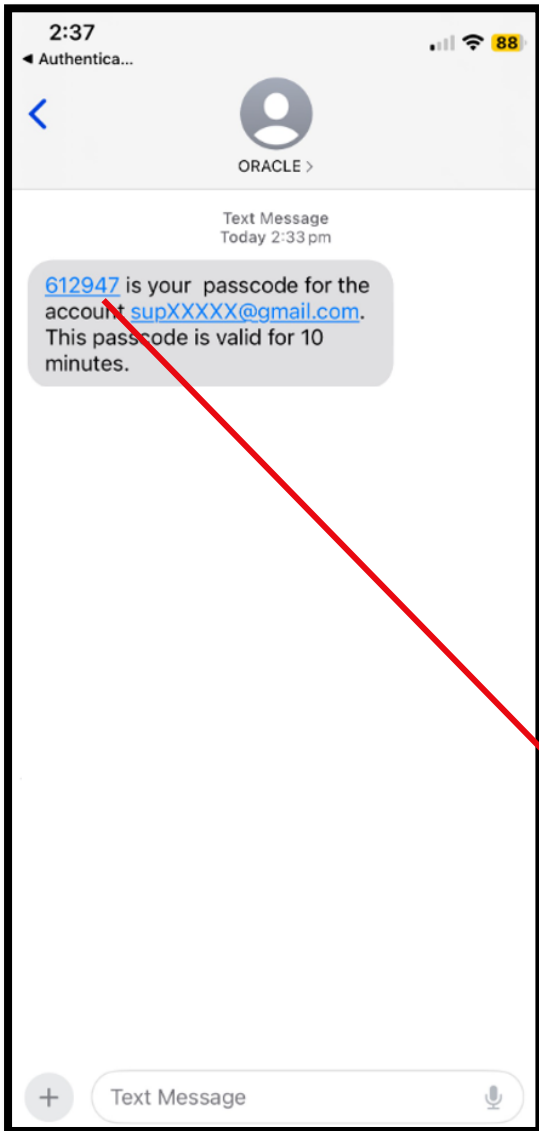 2:37
88
◀ Authentica...
ORACLE >
Text Message
Today 2:33 pm
612947 is your  passcode for the
account supXXXXX@gmail.com.
This passcode is valid for 10
minutes.
+
Text Message